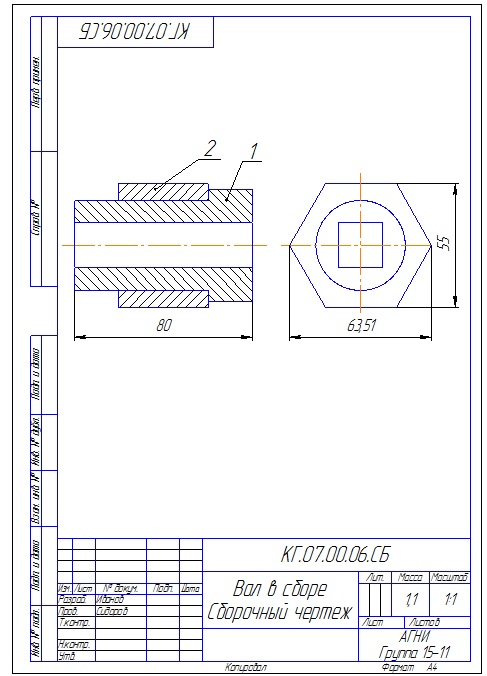 КГ.07.00.06.СБ
Перв. примен.
Справ. №
Подп. и дата
Инв. № дубл.
Взам. инв. №
Подп. и дата
Инв. № подл.
2
1
80
63,51
55
КГ.07.00.06.СБ
Изм. Лист № докум. Подп. Дата
Разраб. Иванов
Пров. Сидоров
Т.контр.
Н.контр.
Утв.
Вал в сборе
Сборочный чертеж
Лит. Масса Масштаб
1,1 1:1
Лист Листов
АГНИ
Группа 15-11
Копировал Формат А4